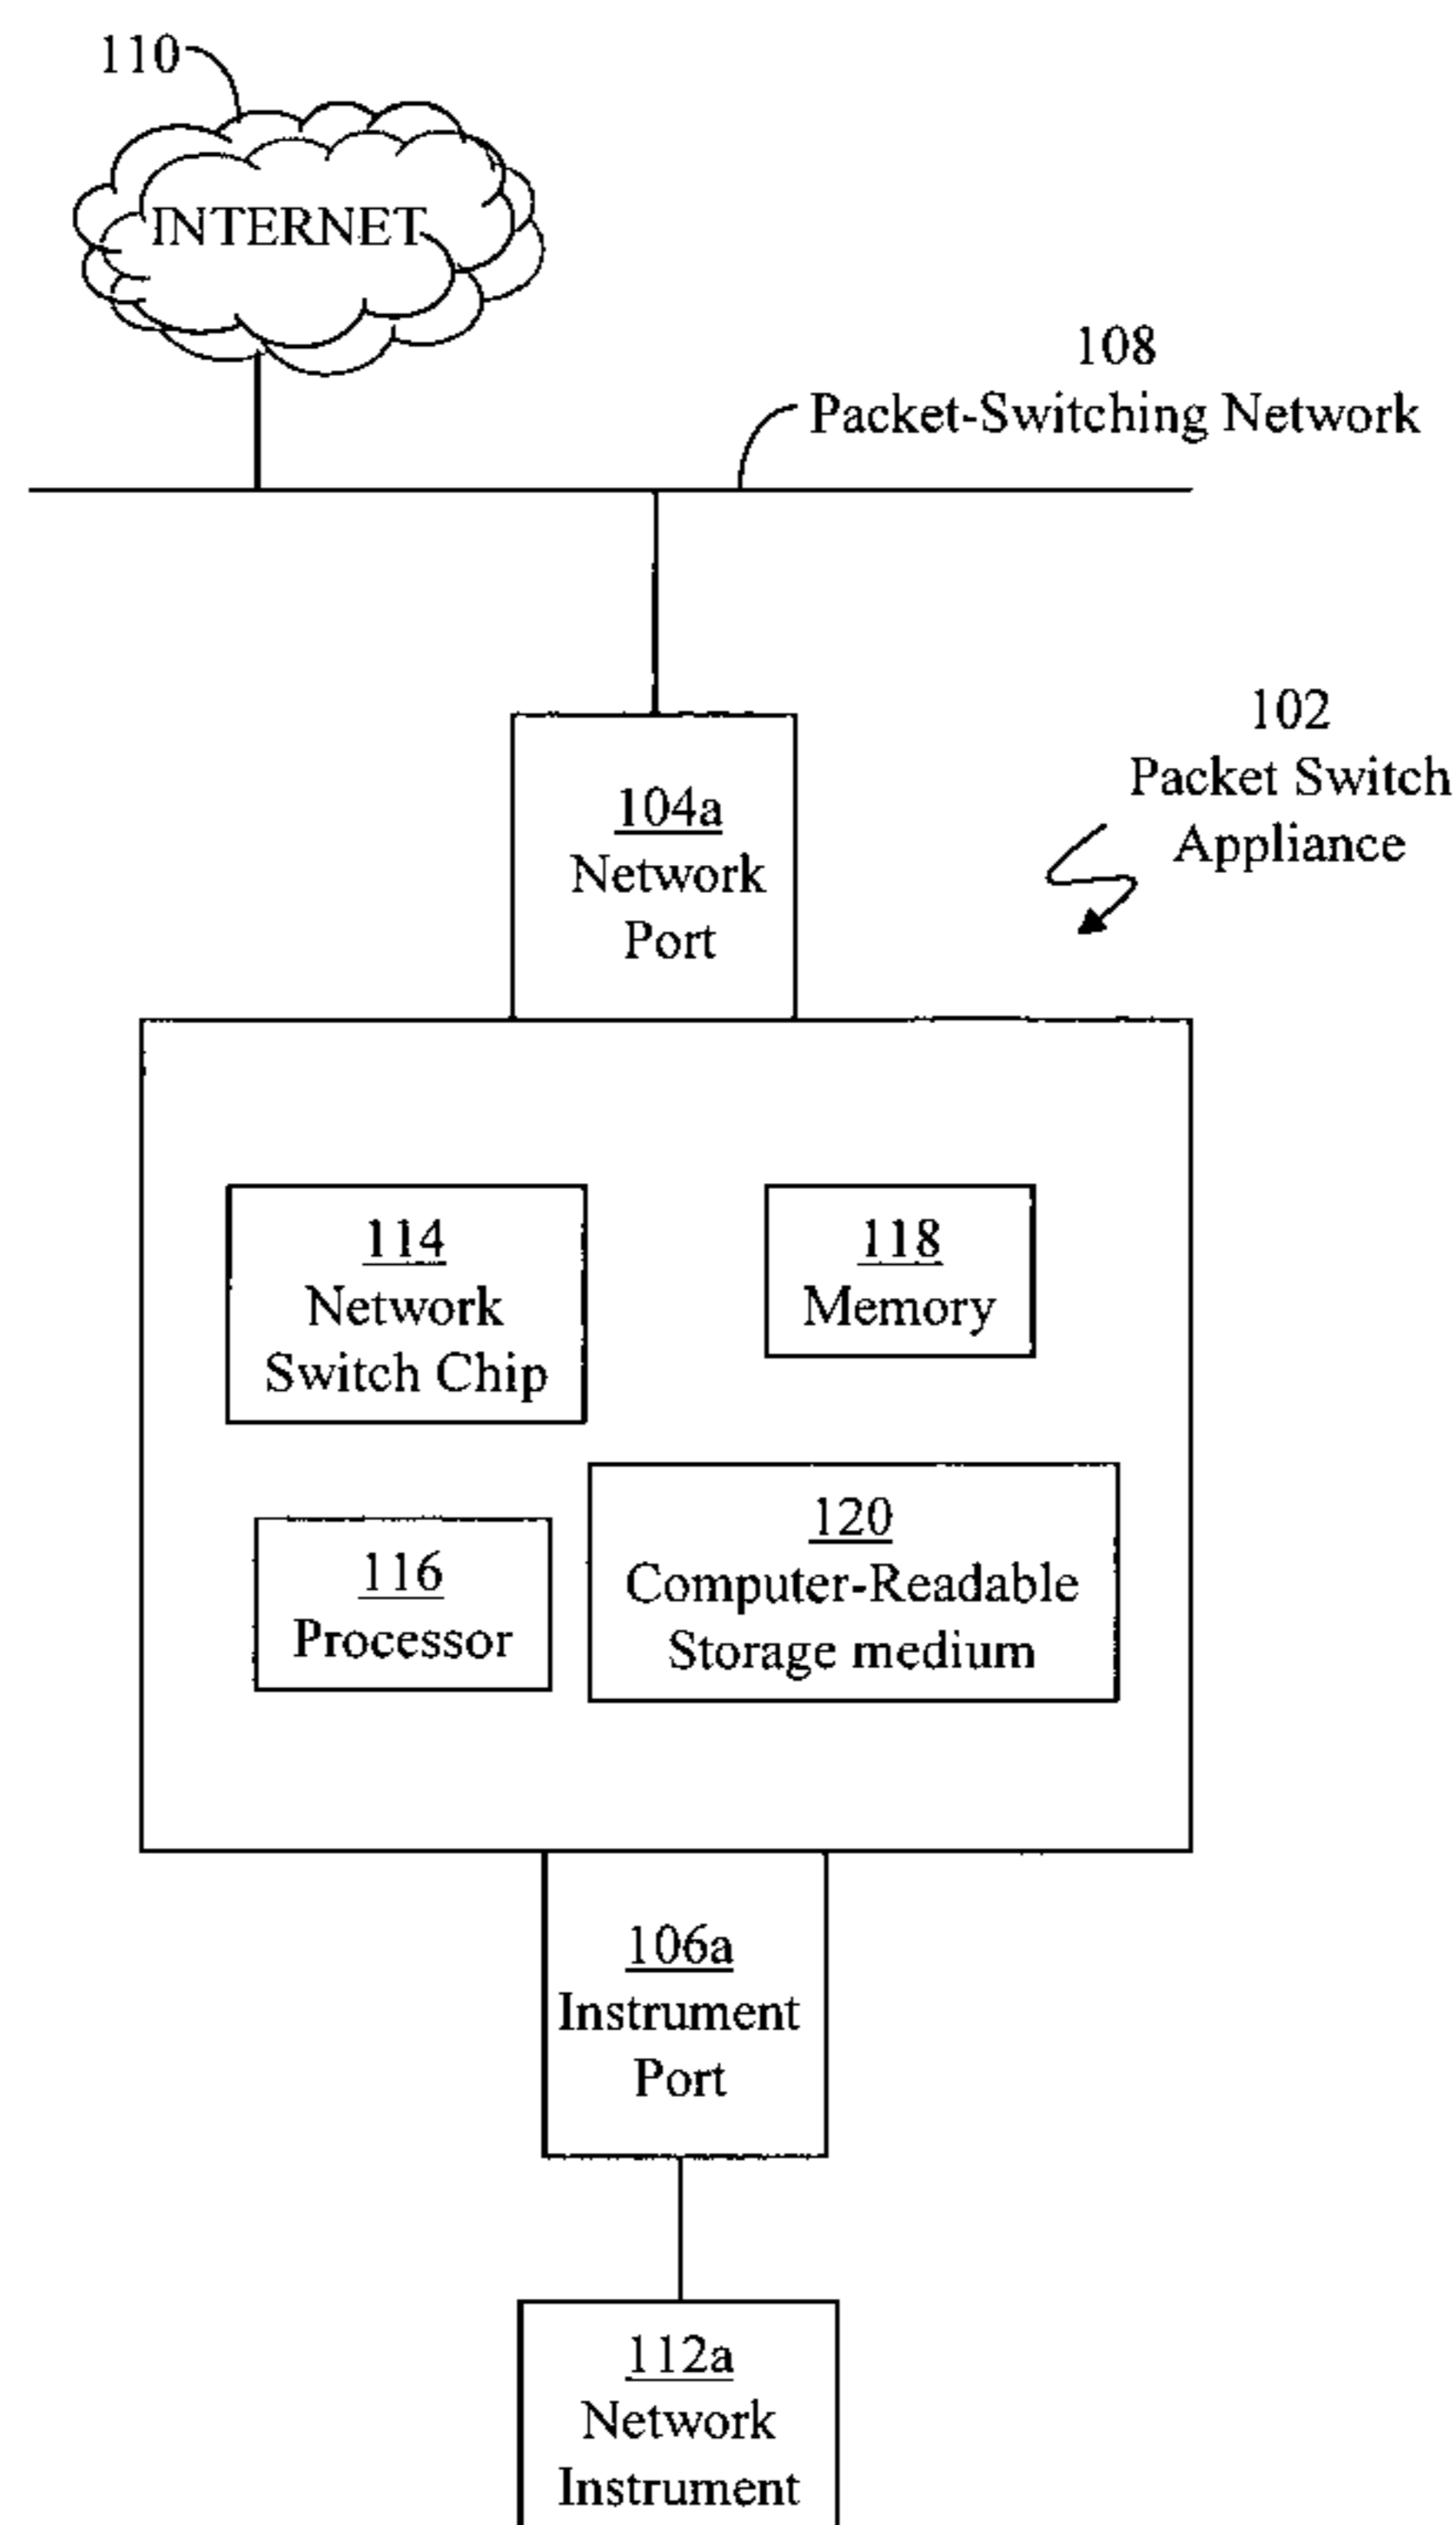 110
INTERNET
108
Packet-Switching Network
102
Packet Switch
Appliance
104a
Network
Port
114
Network
Switch Chip
118
Memory
116
Processor
120
Computer-Readable
Storage medium
106a
Instrument
Port
112a
Network
Instrument